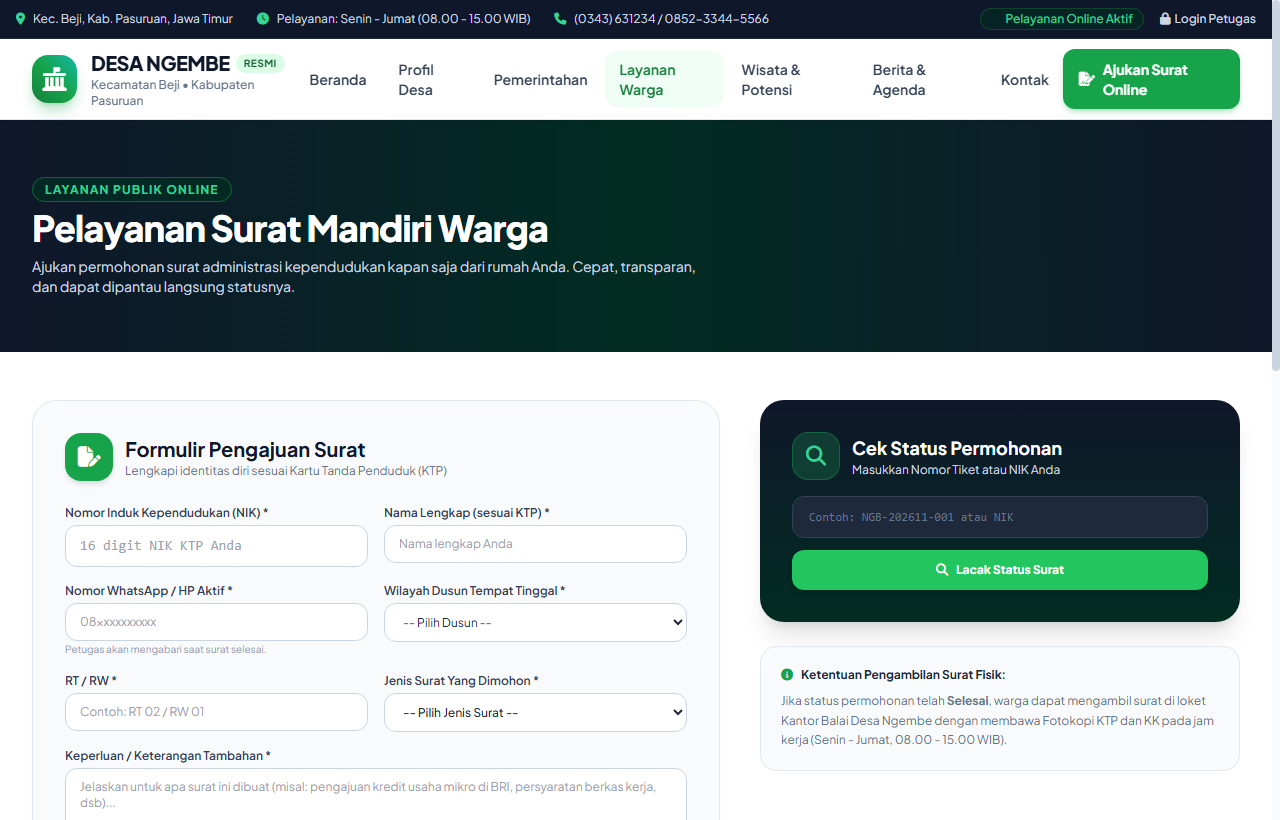 Kec. Beji, Kab. Pasuruan, Jawa Timur
Pelayanan: Senin - Jumat (08.00 - 15.00 WIB)
(0343) 631234 / 0852-3344-5566
Pelayanan Online Aktif
Login Petugas
DESA NGEMBE
RESMI
Kecamatan Beji • Kabupaten
Pasuruan
Beranda
Profil
Desa
Pemerintahan
Layanan
Warga
Wisata &
Potensi
Berita &
Agenda
Kontak
Ajukan Surat
Online
LAYANAN PUBLIK ONLINE
Pelayanan Surat Mandiri Warga
Ajukan permohonan surat administrasi kependudukan kapan saja dari rumah Anda. Cepat, transparan,
dan dapat dipantau langsung statusnya.
Formulir Pengajuan Surat
Lengkapi identitas diri sesuai Kartu Tanda Penduduk (KTP)
Nomor Induk Kependudukan (NIK) *
16 digit NIK KTP Anda
Nama Lengkap (sesuai KTP) *
Nama lengkap Anda
Nomor WhatsApp / HP Aktif *
08xxxxxxxxxx
Petugas akan mengabari saat surat selesai.
Wilayah Dusun Tempat Tinggal *
-- Pilih Dusun --
RT / RW *
Contoh: RT 02 / RW 01
Jenis Surat Yang Dimohon *
-- Pilih Jenis Surat --
Keperluan / Keterangan Tambahan *
Jelaskan untuk apa surat ini dibuat (misal: pengajuan kredit usaha mikro di BRI, persyaratan berkas kerja,
dsb)...
Cek Status Permohonan
Masukkan Nomor Tiket atau NIK Anda
Contoh: NGB-202611-001 atau NIK
Lacak Status Surat
Ketentuan Pengambilan Surat Fisik:
Jika status permohonan telah Selesai, warga dapat mengambil surat di loket
Kantor Balai Desa Ngembe dengan membawa Fotokopi KTP dan KK pada jam
kerja (Senin - Jumat, 08.00 - 15.00 WIB).